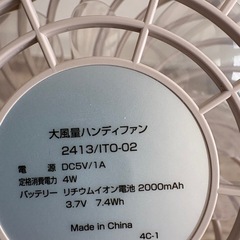 大風量ハンディファン
2413/ITO-02
電 源 DC5V/1A
定格消費電力 4W
バッテリー リチウムイオン電池 2000mAh
3.7V 7.4Wh
Made in China
4C-1